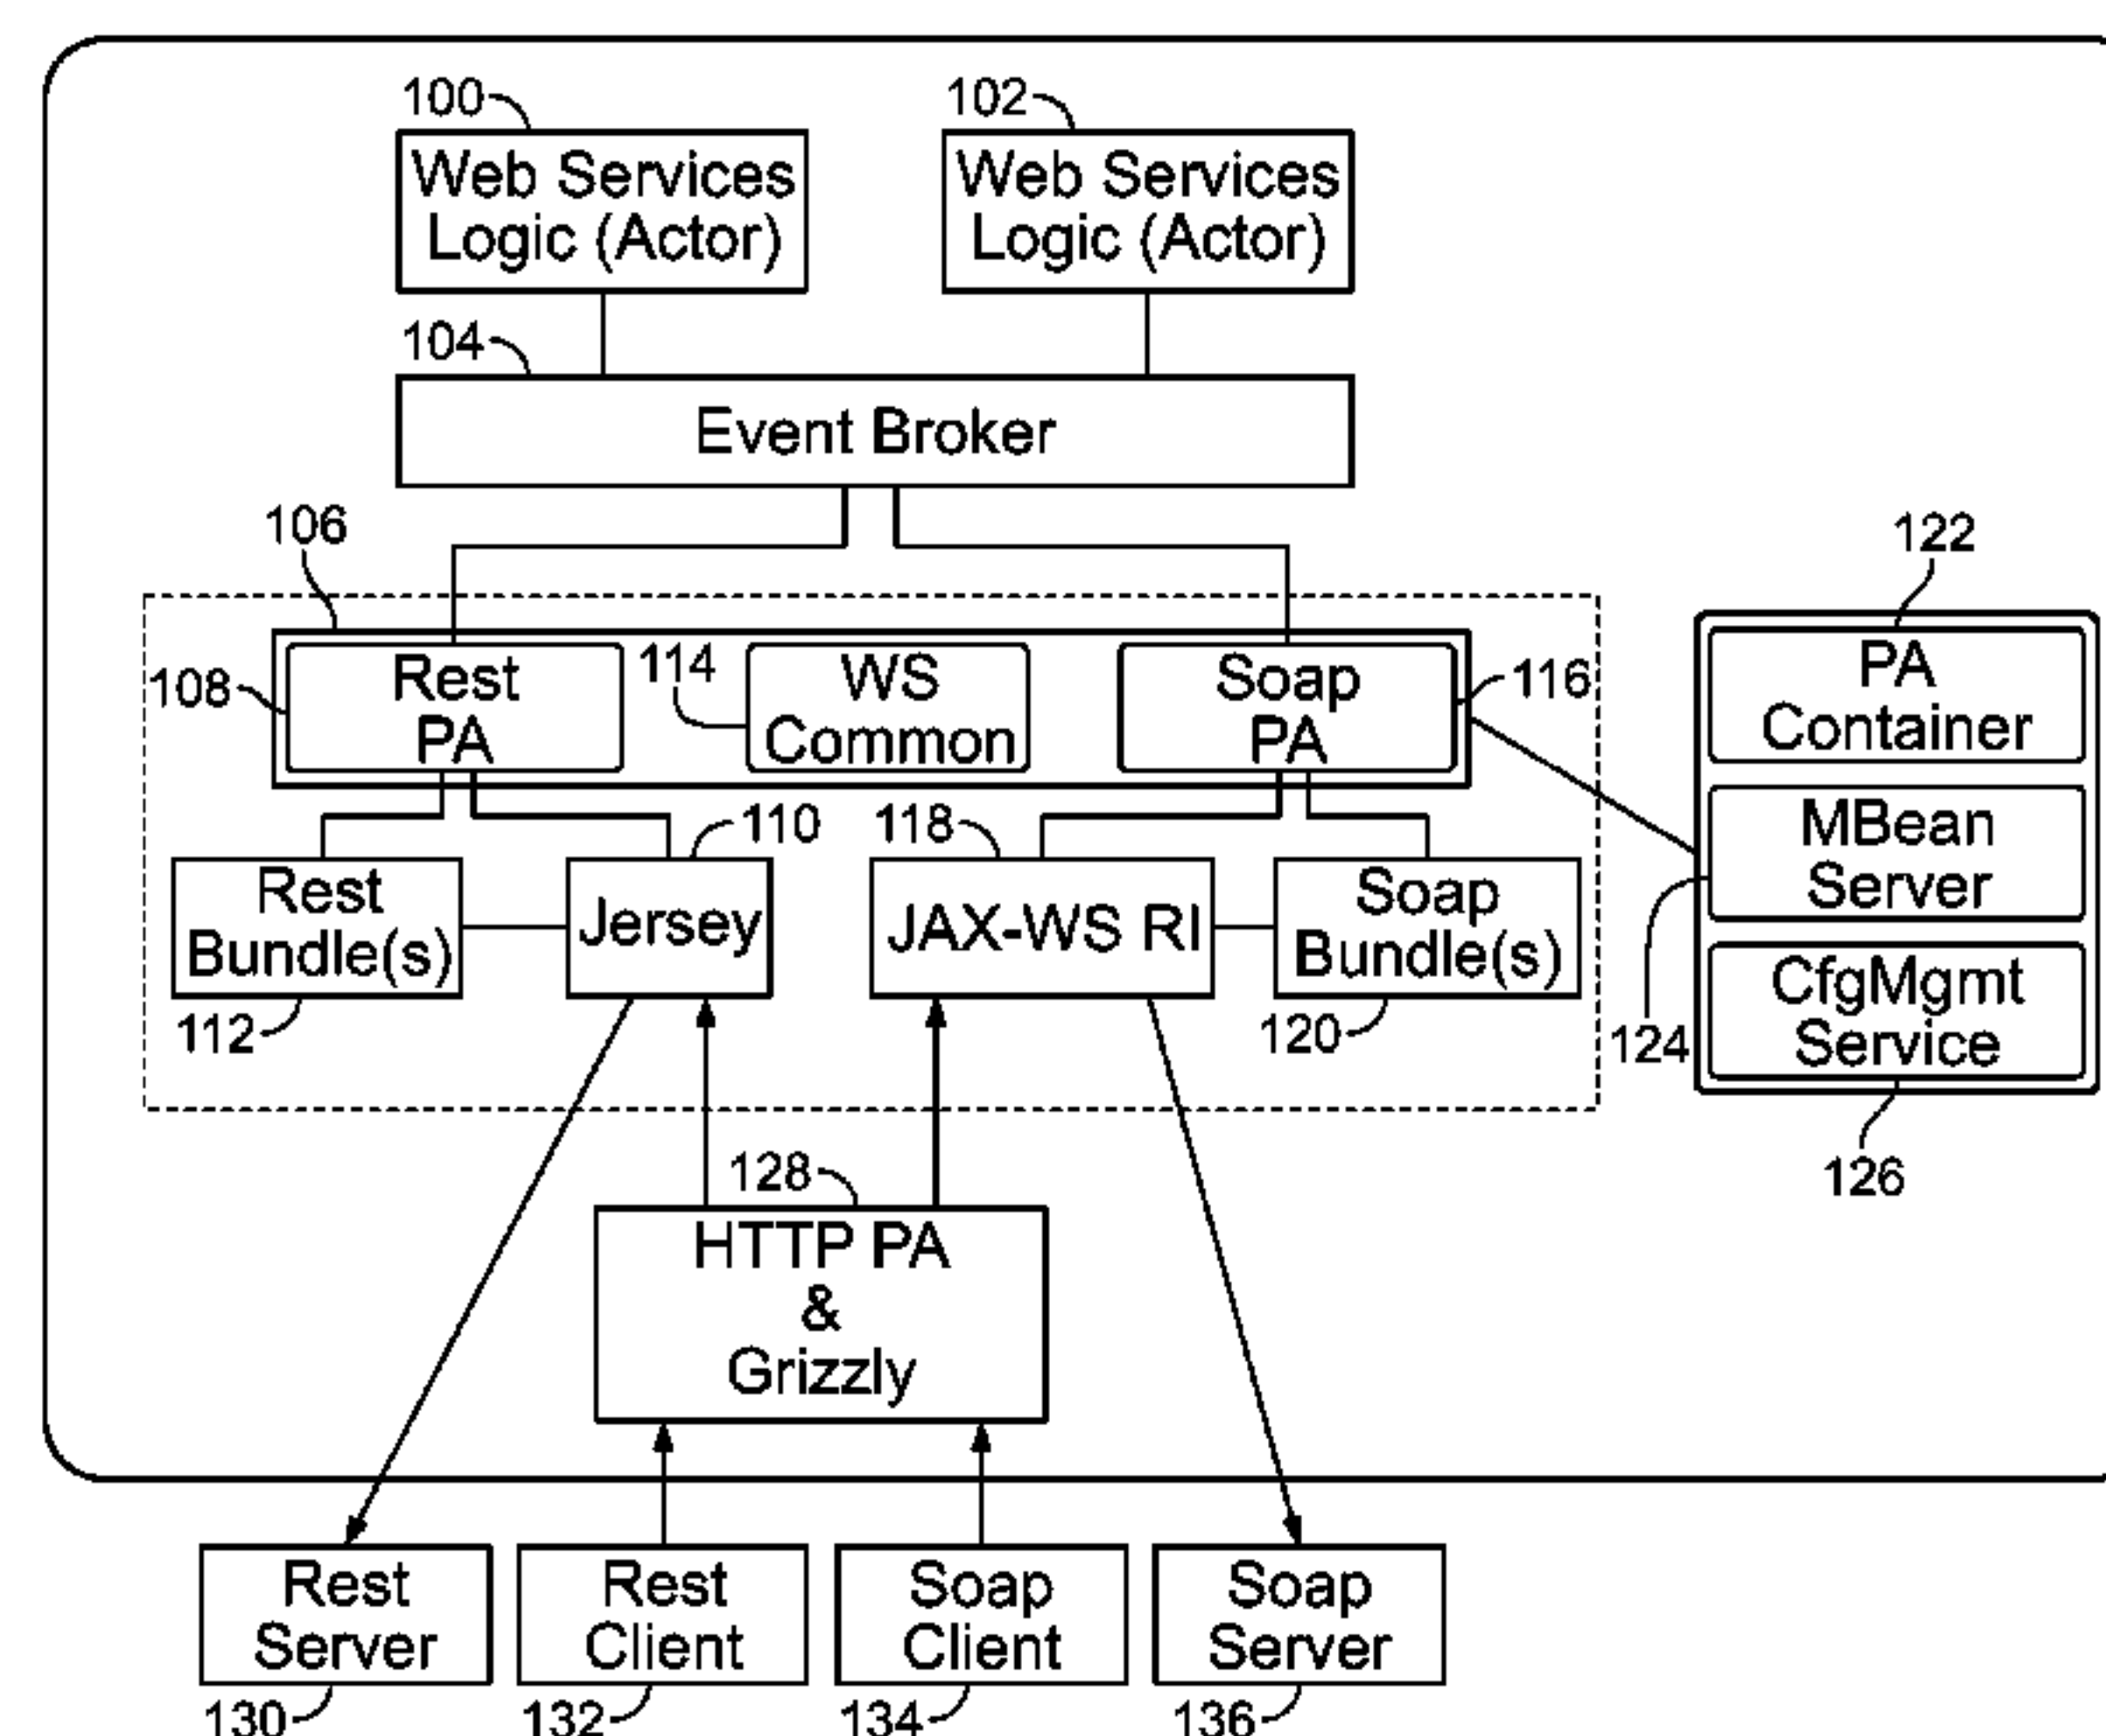 100
102
Web Services
Logic (Actor)
Web Services
Logic (Actor)
104
Event Broker
106
122
108
Rest
PA
114
WS
Common
Soap
PA
116
PA
Container
110
118
MBean
Server
Rest
Bundle(s)
Jersey
JAX-WS RI
Soap
Bundle(s)
CfgMgmt
Service
112
120
124
126
128
HTTP PA
&
Grizzly
Rest
Server
Rest
Client
Soap
Client
Soap
Server
130
132
134
136